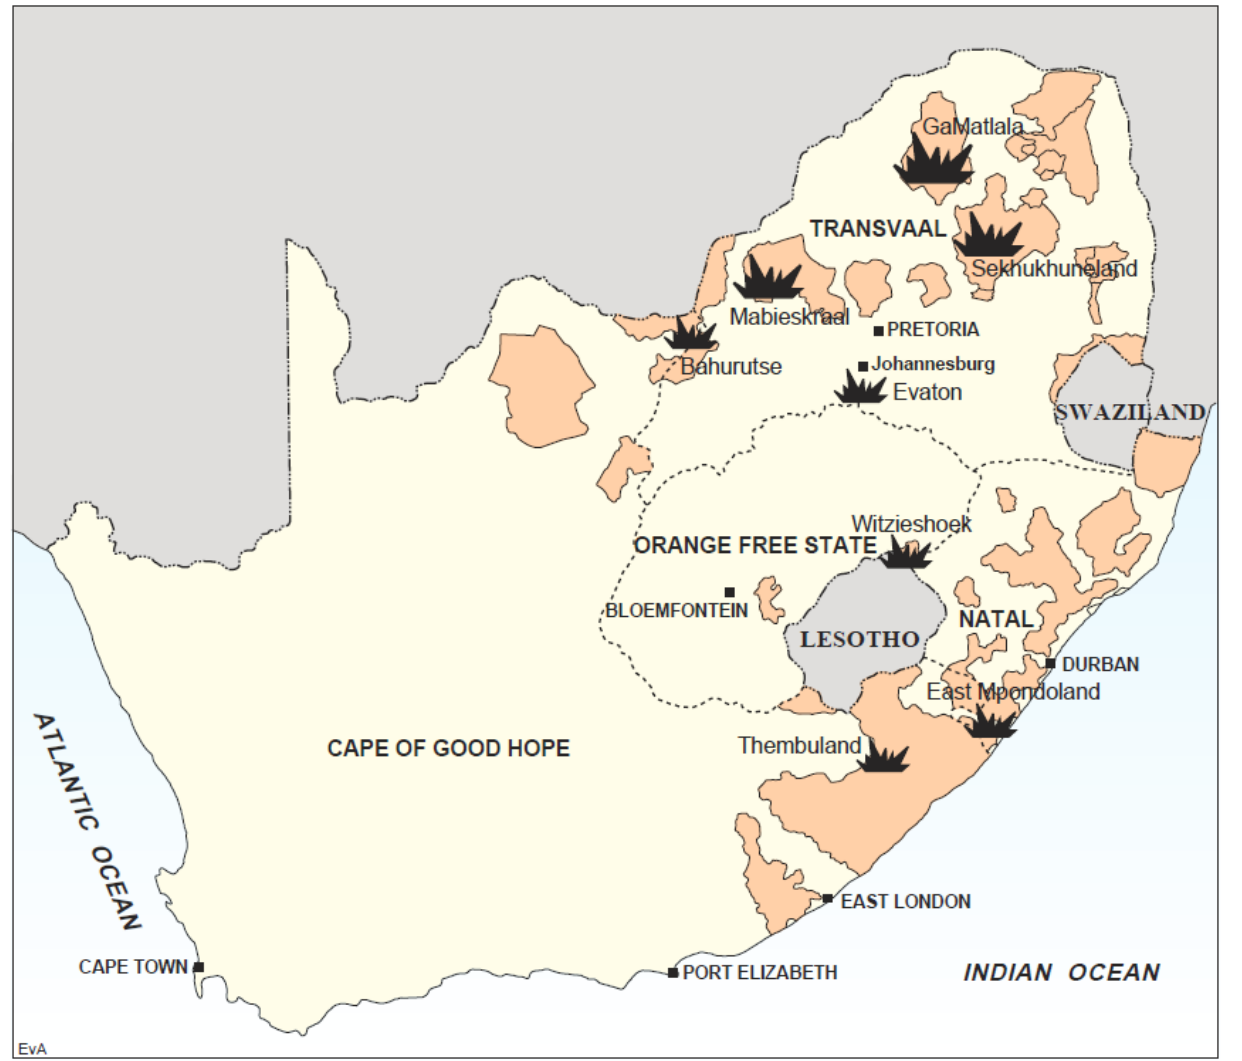 GaMatlala
TRANSVAAL
Sekhukhuneland
Mabieskraal
PRETORIA
Bahurutse
Johannesburg
Evaton
SWAZILAND
Witzieshoek
ORANGE FREE STATE
BLOEMFONTEIN
NATAL
LESOTHO
DURBAN
East Mpondoland
Thembuland
CAPE OF GOOD HOPE
ATLANTIC OCEAN
EAST LONDON
CAPE TOWN
PORT ELIZABETH
INDIAN OCEAN
EvA